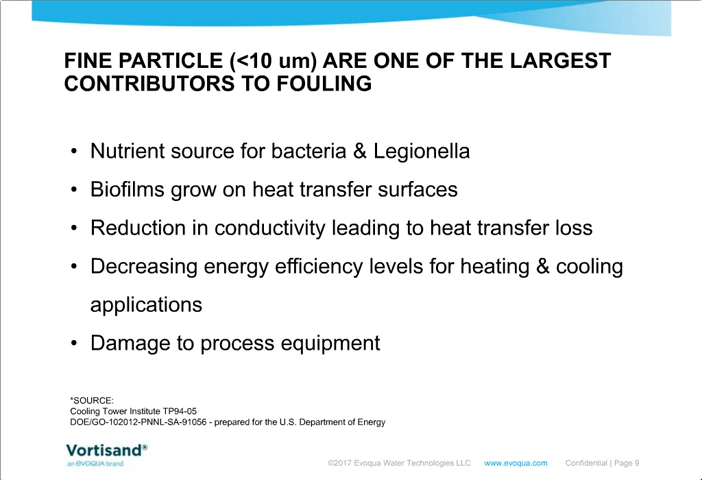 FINE PARTICLE (<10 um) ARE ONE OF THE LARGEST
CONTRIBUTORS TO FOULING
• Nutrient source for bacteria & Legionella
• Biofilms grow on heat transfer surfaces
• Reduction in conductivity leading to heat transfer loss
• Decreasing energy efficiency levels for heating & cooling
applications
• Damage to process equipment
*SOURCE:
Cooling Tower Institute TP94-05
DOE/GO-102012-PNNL-SA-91056 - prepared for the U.S. Department of Energy
Vortisand®
an evoqua brand
©2017 Evoqua Water Technologies LLC www.evoqua.com Confidential | Page 9